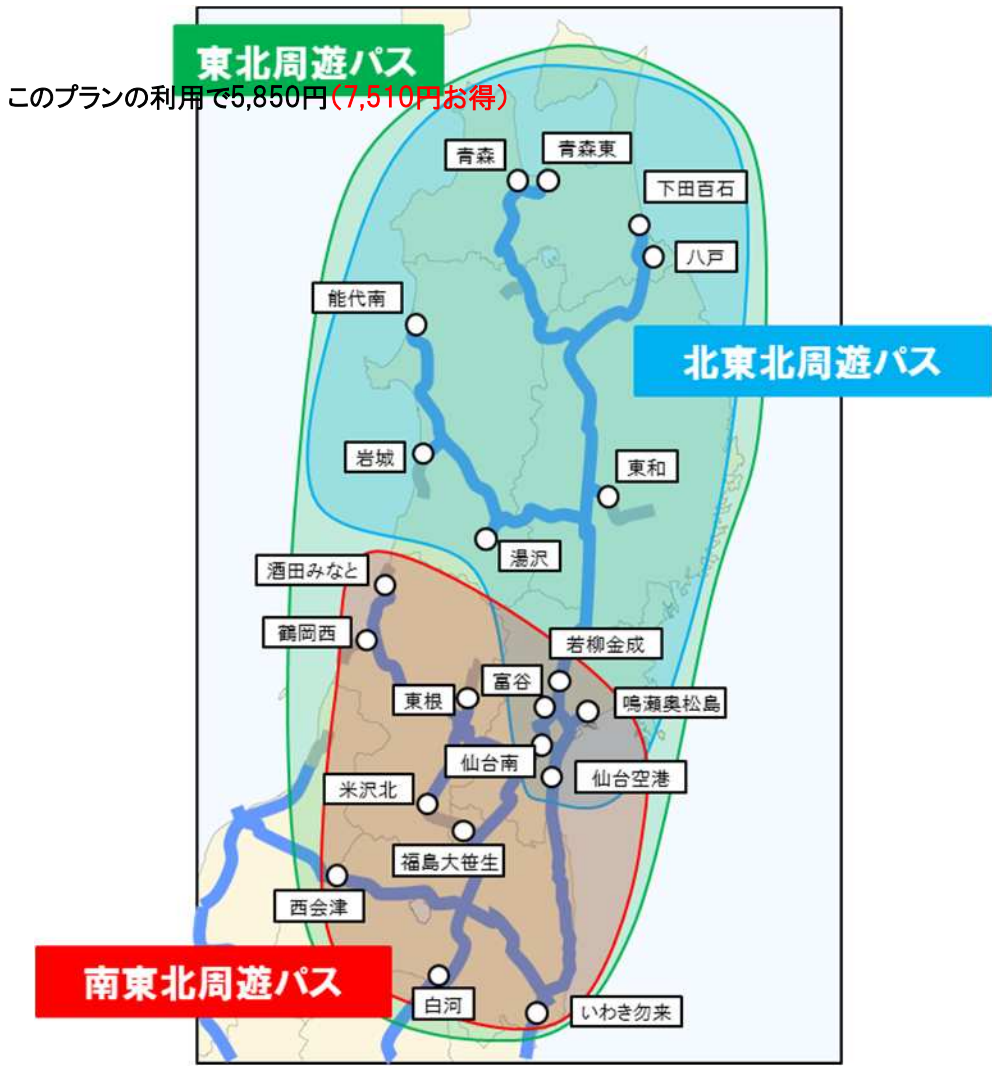 東北周遊パス
このプランの利用で5,850円(7,510円お得)
青森
青森東
下田百石
八戸
能代南
北東北周遊パス
岩城
東和
湯沢
酒田みなと
鶴岡西
若柳金成
富谷
東根
鳴瀬奥松島
仙台南
仙台空港
米沢北
福島大笹生
西会津
南東北周遊パス
白河
いわき勿来